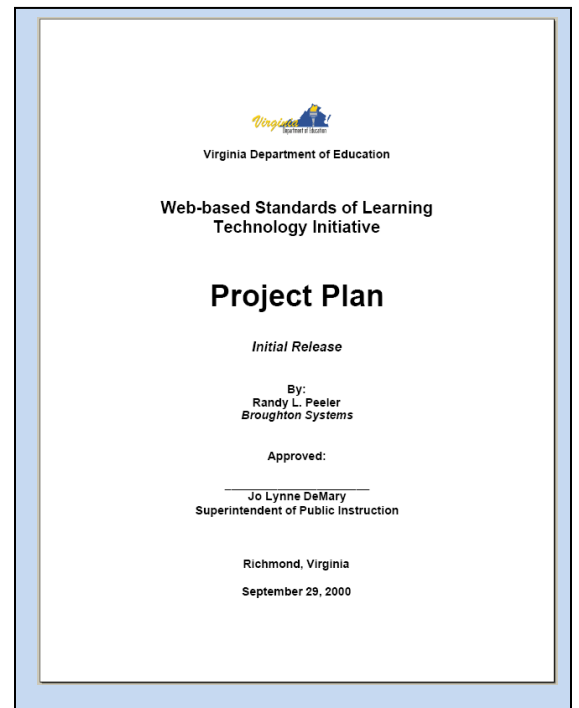 Virginia!
Department of Education
Virginia Department of Education
Web-based Standards of Learning
Technology Initiative
Project Plan
Initial Release
By:
Randy L. Peeler
Broughton Systems
Approved:
Jo Lynne DeMary
Superintendent of Public Instruction
Richmond, Virginia
September 29, 2000